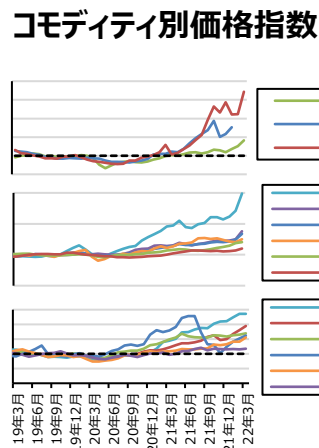 コモディティ別価格指数
19年3月
19年6月
19年9月
19年12月
20年3月
20年6月
20年9月
20年12月
21年3月
21年6月
21年9月
21年12月
22年3月